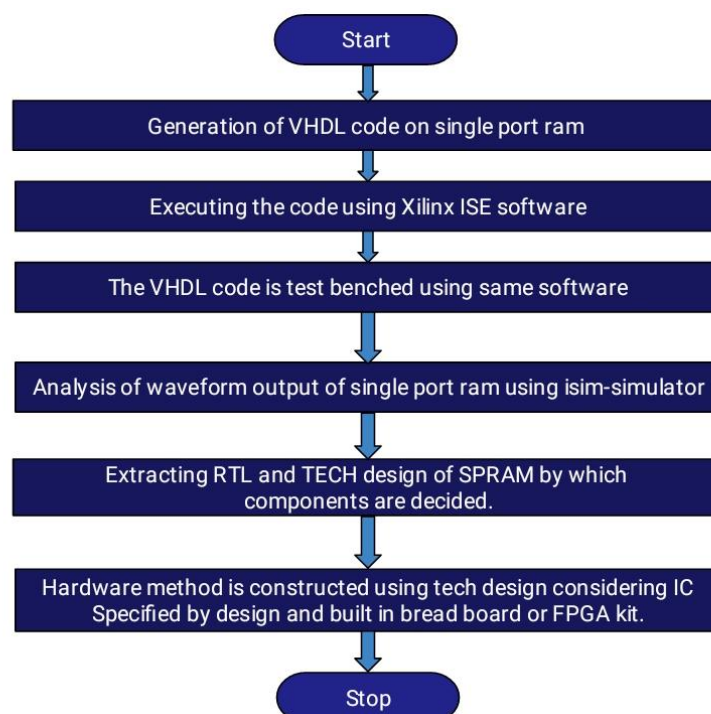 Start
Generation of VHDL code on single port ram
Executing the code using Xilinx ISE software
The VHDL code is test benched using same software
Analysis of waveform output of single port ram using isim-simulator
Extracting RTL and TECH design of SPRAM by which
components are decided.
Hardware method is constructed using tech design considering IC
Specified by design and built in bread board or FPGA kit.
Stop